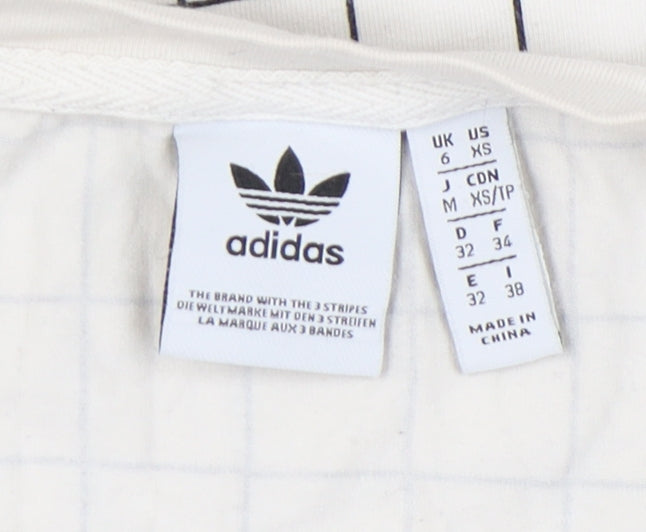 adidas
THE BRAND WITH THE 3 STRIPES
DIE WELTMARKE MIT DEN 3 STREIFEN
LA MARQUE AUX 3 BANDES
UK US
6 XS
J CDN
M XS/TP
D F
32 34
E I
32 38
MADE IN
CHINA